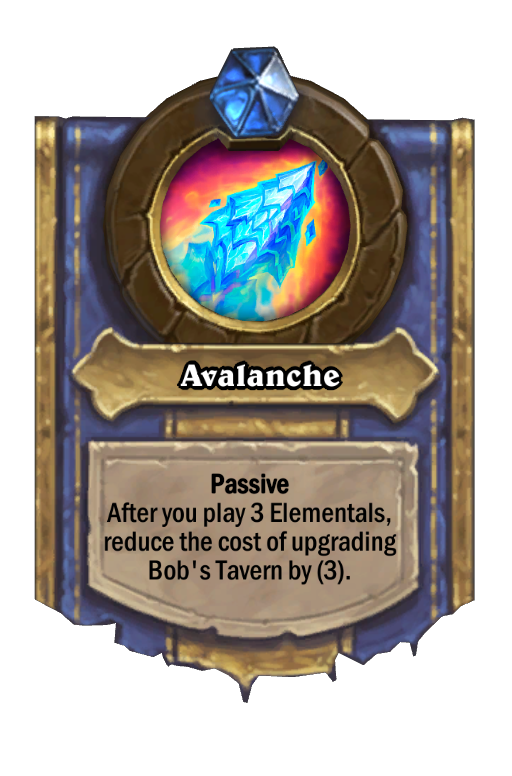 Avalanche
Passive
After you play 3 Elementals,
reduce the cost of upgrading
Bob's Tavern by (3).